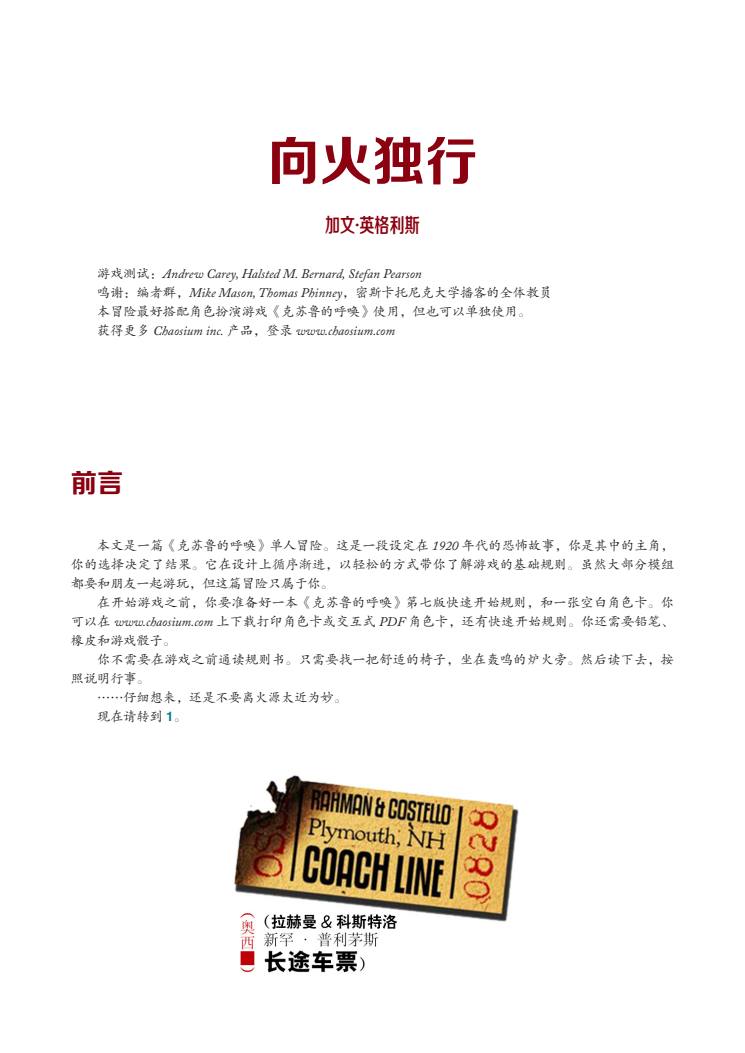 向火独行
加文·英格利斯
游戏测试：Andrew Carey, Halsted M. Bernard, Stefan Pearson
鸣谢：编者群，Mike Mason, Thomas Phinney，密斯卡托尼克大学播客的全体教员
本冒险最好搭配角色扮演游戏《克苏鲁的呼唤》使用，但也可以单独使用。
获得更多 Chaosium inc. 产品，登录 www.chaosium.com
前言
本文是一篇《克苏鲁的呼唤》单人冒险。这是一段设定在 1920 年代的恐怖故事，你是其中的主角，
你的选择决定了结果。它在设计上循序渐进，以轻松的方式带你了解游戏的基础规则。虽然大部分模组
都要和朋友一起游玩，但这篇冒险只属于你。
在开始游戏之前，你要准备好一本《克苏鲁的呼唤》第七版快速开始规则，和一张空白角色卡。你
可以在 www.chaosium.com 上下载打印角色卡或交互式 PDF 角色卡，还有快速开始规则。你还需要铅笔、
橡皮和游戏骰子。
你不需要在游戏之前通读规则书。只需要找一把舒适的椅子，坐在轰鸣的炉火旁。然后读下去，按
照说明行事。
……仔细想来，还是不要离火源太近为妙。
现在请转到 1。
OSS
RAHMAN & COSTELLO
Plymouth, NH
COACH LINE
0828
（奥西■）
（拉赫曼 & 科斯特洛
新罕 · 普利茅斯
长途车票）